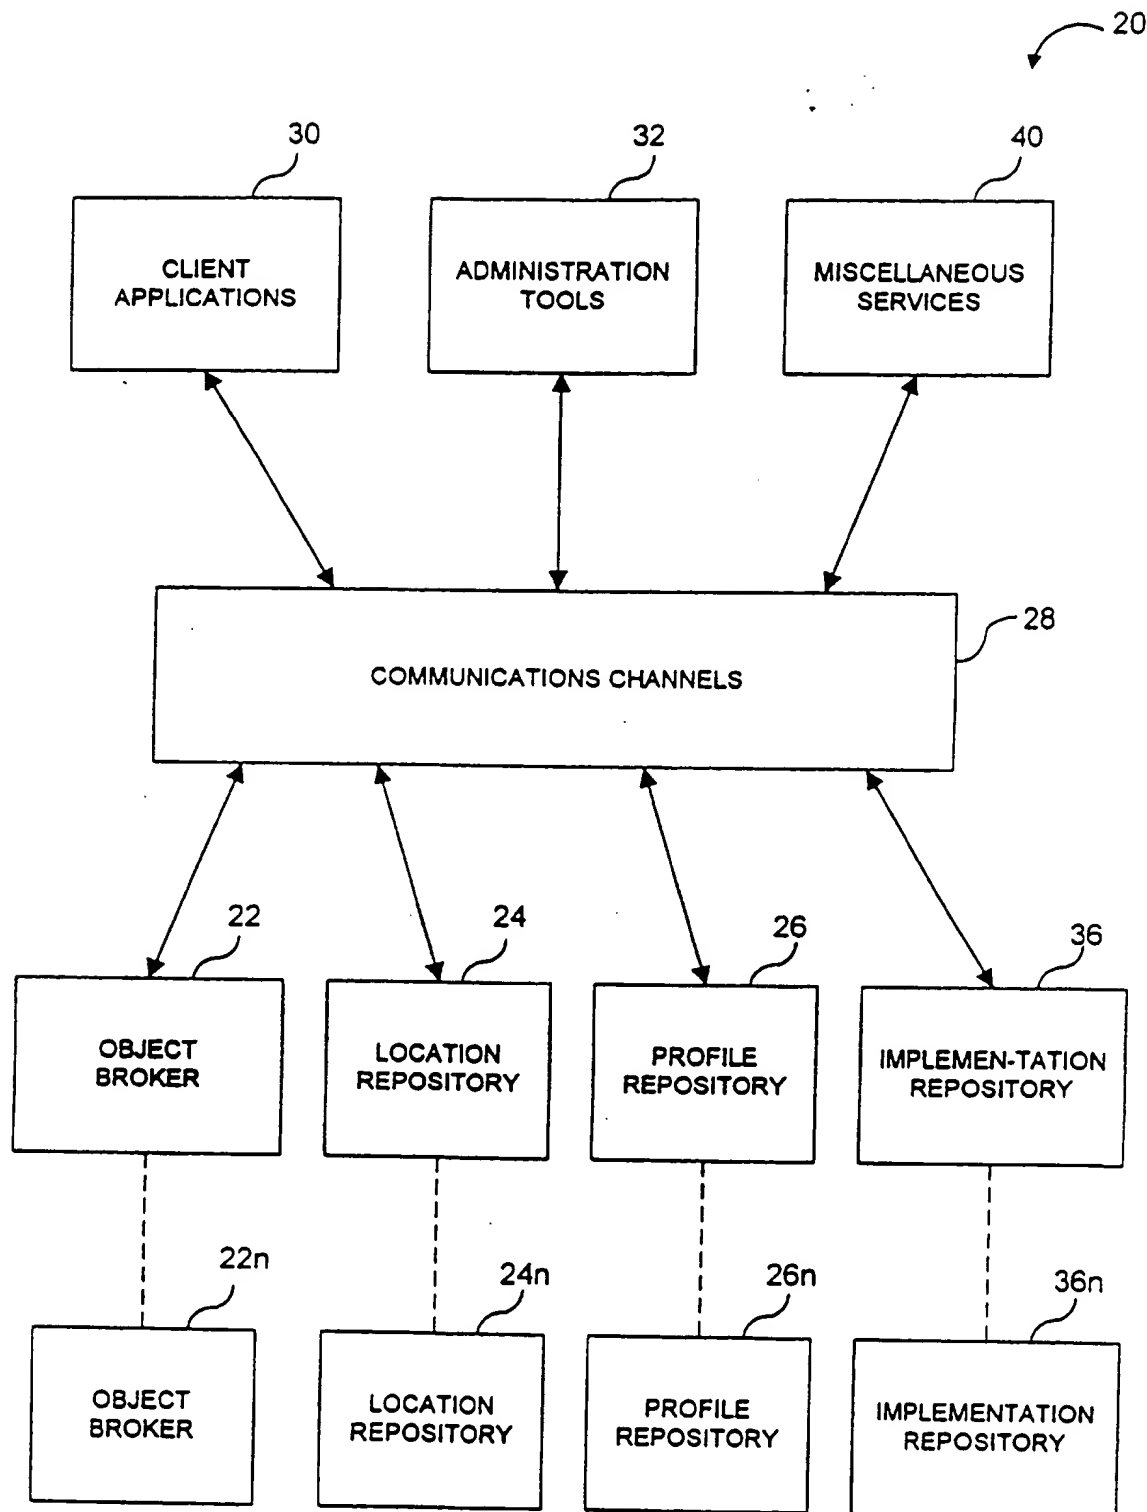 20
30
32
40
CLIENT
APPLICATIONS
ADMINISTRATION
TOOLS
MISCELLANEOUS
SERVICES
28
COMMUNICATIONS CHANNELS
22
24
26
36
OBJECT
BROKER
LOCATION
REPOSITORY
PROFILE
REPOSITORY
IMPLEMEN-TATION
REPOSITORY
22n
24n
26n
36n
OBJECT
BROKER
LOCATION
REPOSITORY
PROFILE
REPOSITORY
IMPLEMENTATION
REPOSITORY